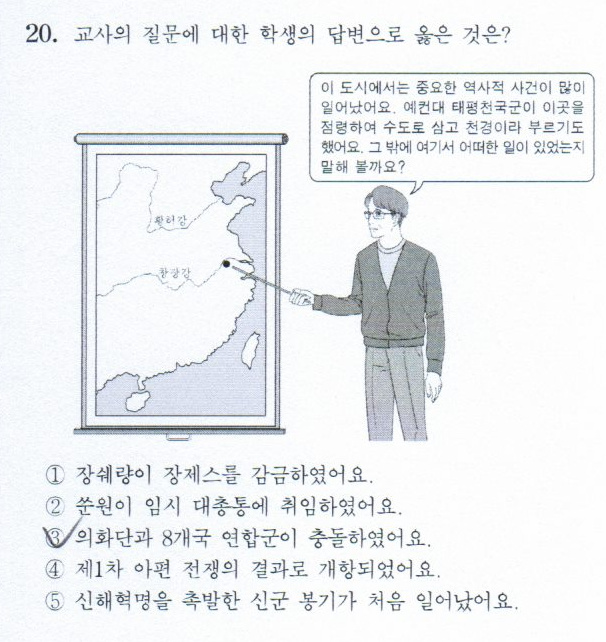 20. 교사의 질문에 대한 학생의 답변으로 옳은 것은?
이 도시에서는 중요한 역사적 사건이 많이
일어났어요. 예컨대 태평천국군이 이곳을
점령하여 수도로 삼고 천경이라 부르기도
했어요. 그 밖에 여기서 어떠한 일이 있었는지
말해 볼까요?
황허강
창장강
① 장쉐량이 장제스를 감금하였어요.
② 쑨원이 임시 대총통에 취임하였어요.
③ 의화단과 8개국 연합군이 충돌하였어요.
④ 제1차 아편 전쟁의 결과로 개항되었어요.
⑤ 신해혁명을 촉발한 신군 봉기가 처음 일어났어요.